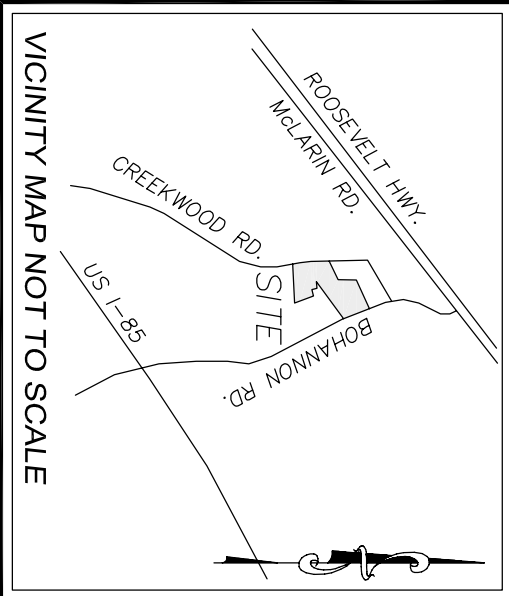 ROOSEVELT HWY.
McLARIN RD.
CREEKWOOD RD.
SITE
US I-85
BOHANNON RD.
N
VICINITY MAP NOT TO SCALE